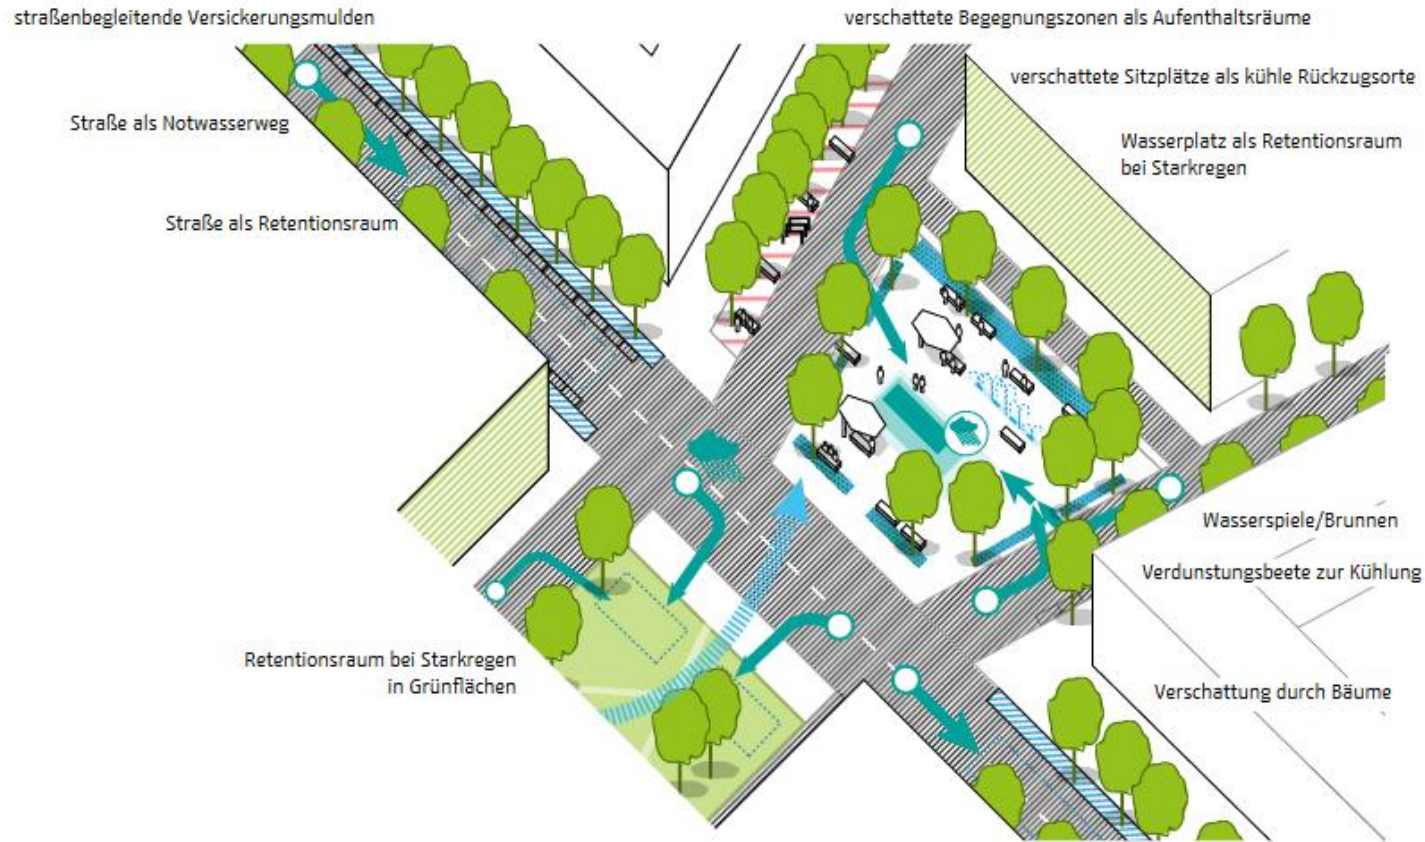 straßenbegleitende Versickerungsmulden
verschattete Begegnungszonen als Aufenthaltsräume
verschattete Sitzplätze als kühle Rückzugsorte
Straße als Notwasserweg
Wasserplatz als Retentionsraum
bei Starkregen
Straße als Retentionsraum
Wasserspiele/Brunnen
Verdunstungsbeete zur Kühlung
Retentionsraum bei Starkregen
in Grünflächen
Verschattung durch Bäume